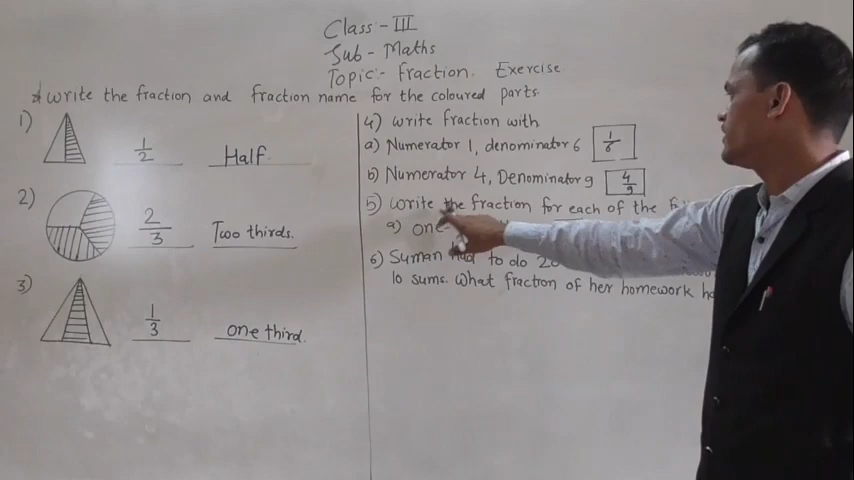 Class - III
Sub - Maths
Topic:- Fraction. Exercise
* Write the fraction and fraction name for the coloured parts.
1) 1/2 Half.
2) 2/3 Two thirds.
3) 1/3 one third.
4) Write fraction with
a) Numerator 1, denominator 6 1/6
b) Numerator 4, Denominator 9 4/9
5) Write the fraction for each of the
a) one
6) Suman had to do 20
10 sums. What fraction of her homework